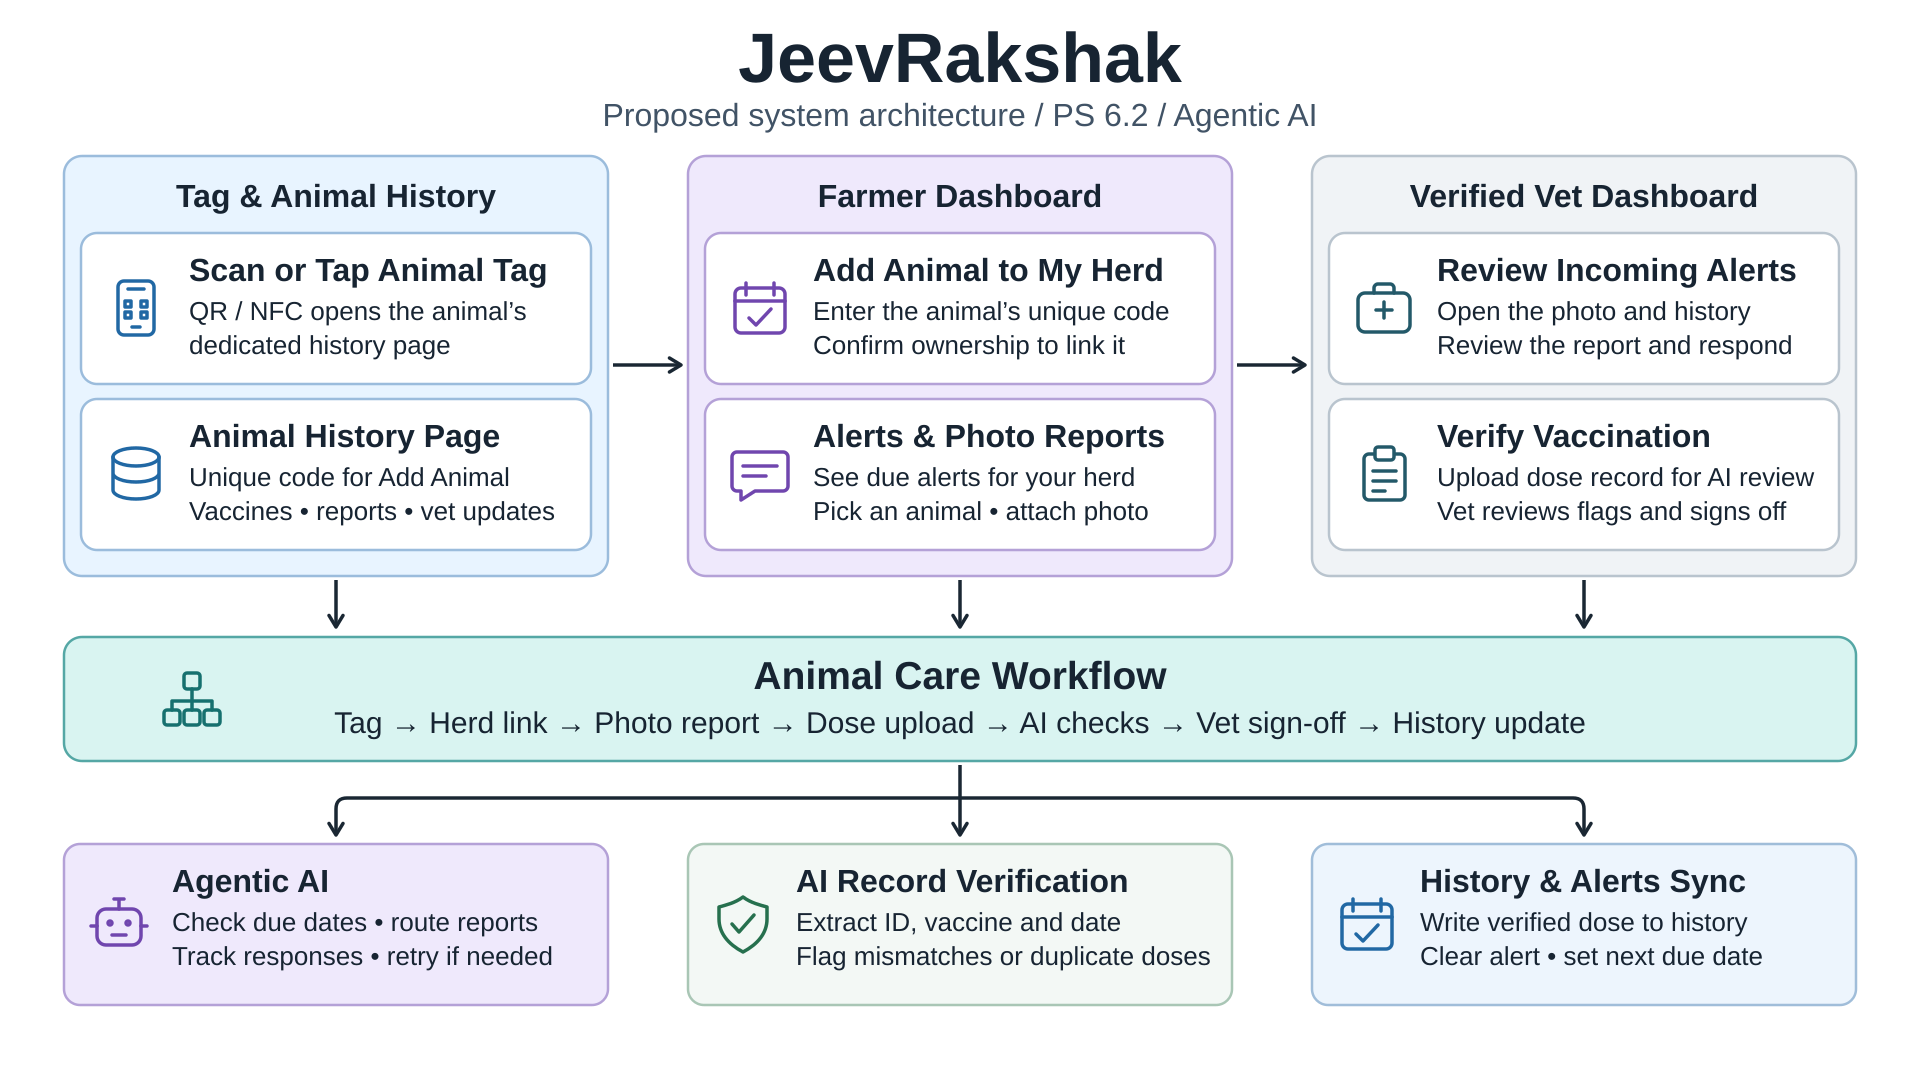 JeevRakshak
Proposed system architecture / PS 6.2 / Agentic AI
Tag & Animal History
Scan or Tap Animal Tag
QR / NFC opens the animal’s
dedicated history page
Animal History Page
Unique code for Add Animal
Vaccines • reports • vet updates
Farmer Dashboard
Add Animal to My Herd
Enter the animal’s unique code
Confirm ownership to link it
Alerts & Photo Reports
See due alerts for your herd
Pick an animal • attach photo
Verified Vet Dashboard
Review Incoming Alerts
Open the photo and history
Review the report and respond
Verify Vaccination
Upload dose record for AI review
Vet reviews flags and signs off
Animal Care Workflow
Tag → Herd link → Photo report → Dose upload → AI checks → Vet sign-off → History update
Agentic AI
Check due dates • route reports
Track responses • retry if needed
AI Record Verification
Extract ID, vaccine and date
Flag mismatches or duplicate doses
History & Alerts Sync
Write verified dose to history
Clear alert • set next due date